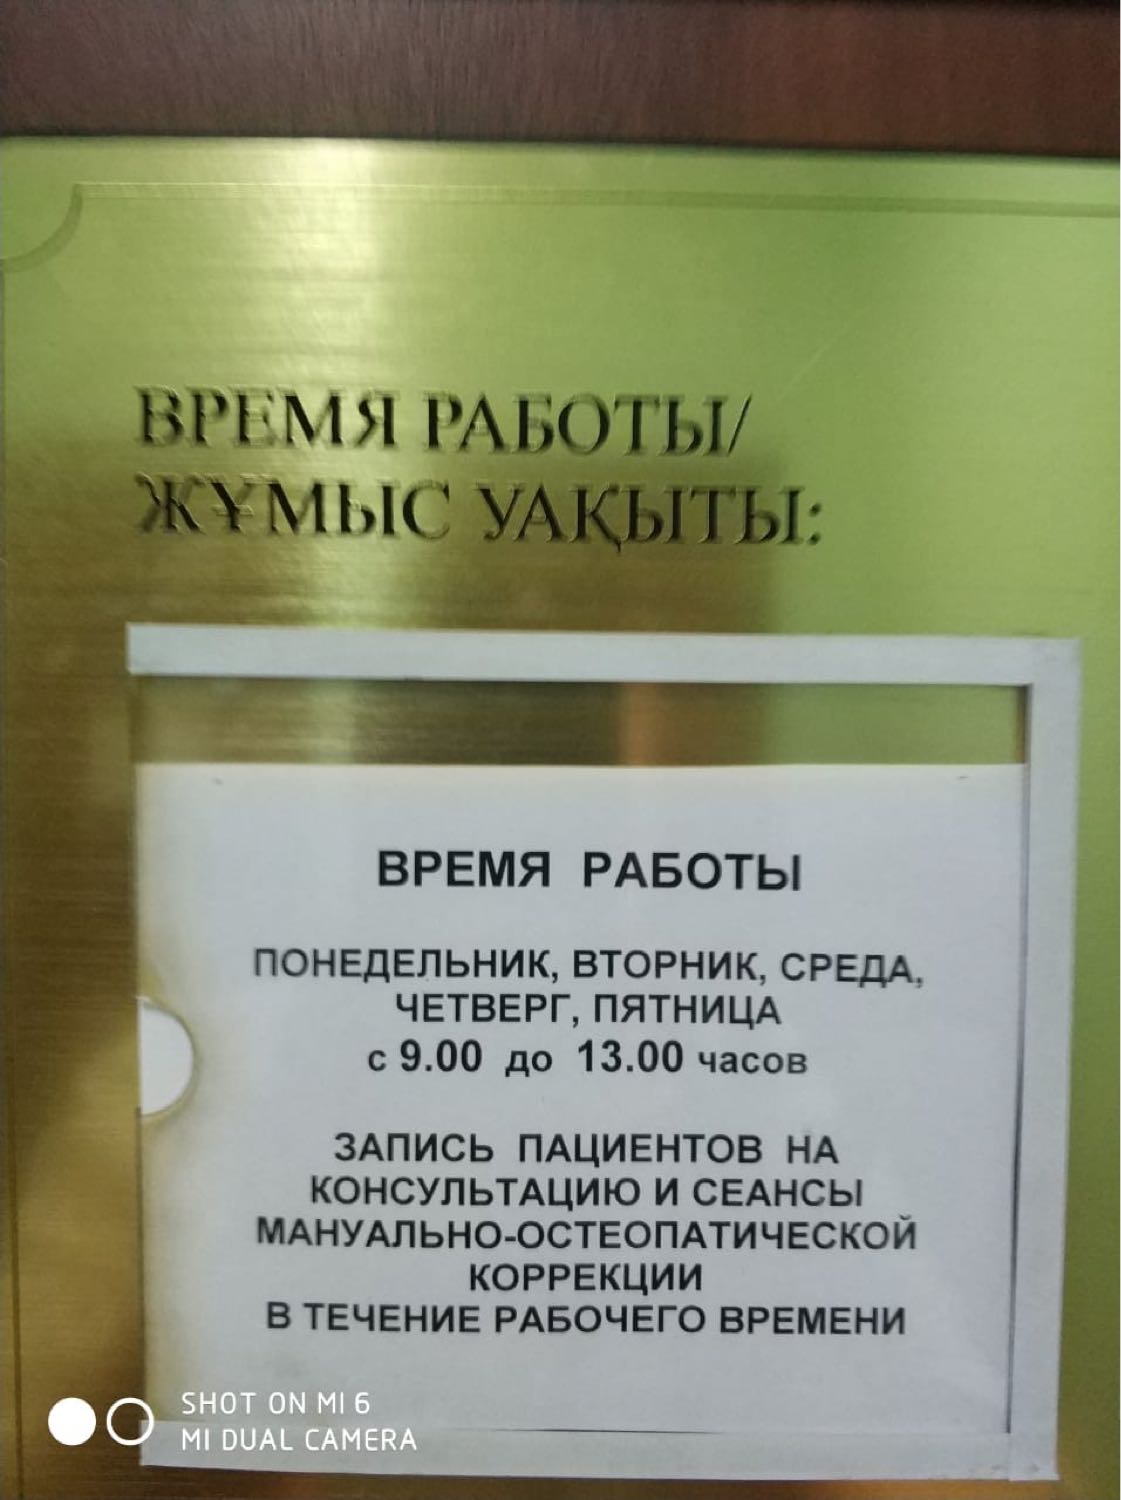 ВРЕМЯ РАБОТЫ/
ЖҰМЫС УАҚЫТЫ:
ВРЕМЯ РАБОТЫ
ПОНЕДЕЛЬНИК, ВТОРНИК, СРЕДА,
ЧЕТВЕРГ, ПЯТНИЦА
с 9.00 до 13.00 часов
ЗАПИСЬ ПАЦИЕНТОВ НА
КОНСУЛЬТАЦИЮ И СЕАНСЫ
МАНУАЛЬНО-ОСТЕОПАТИЧЕСКОЙ
КОРРЕКЦИИ
В ТЕЧЕНИЕ РАБОЧЕГО ВРЕМЕНИ
SHOT ON MI 6
MI DUAL CAMERA